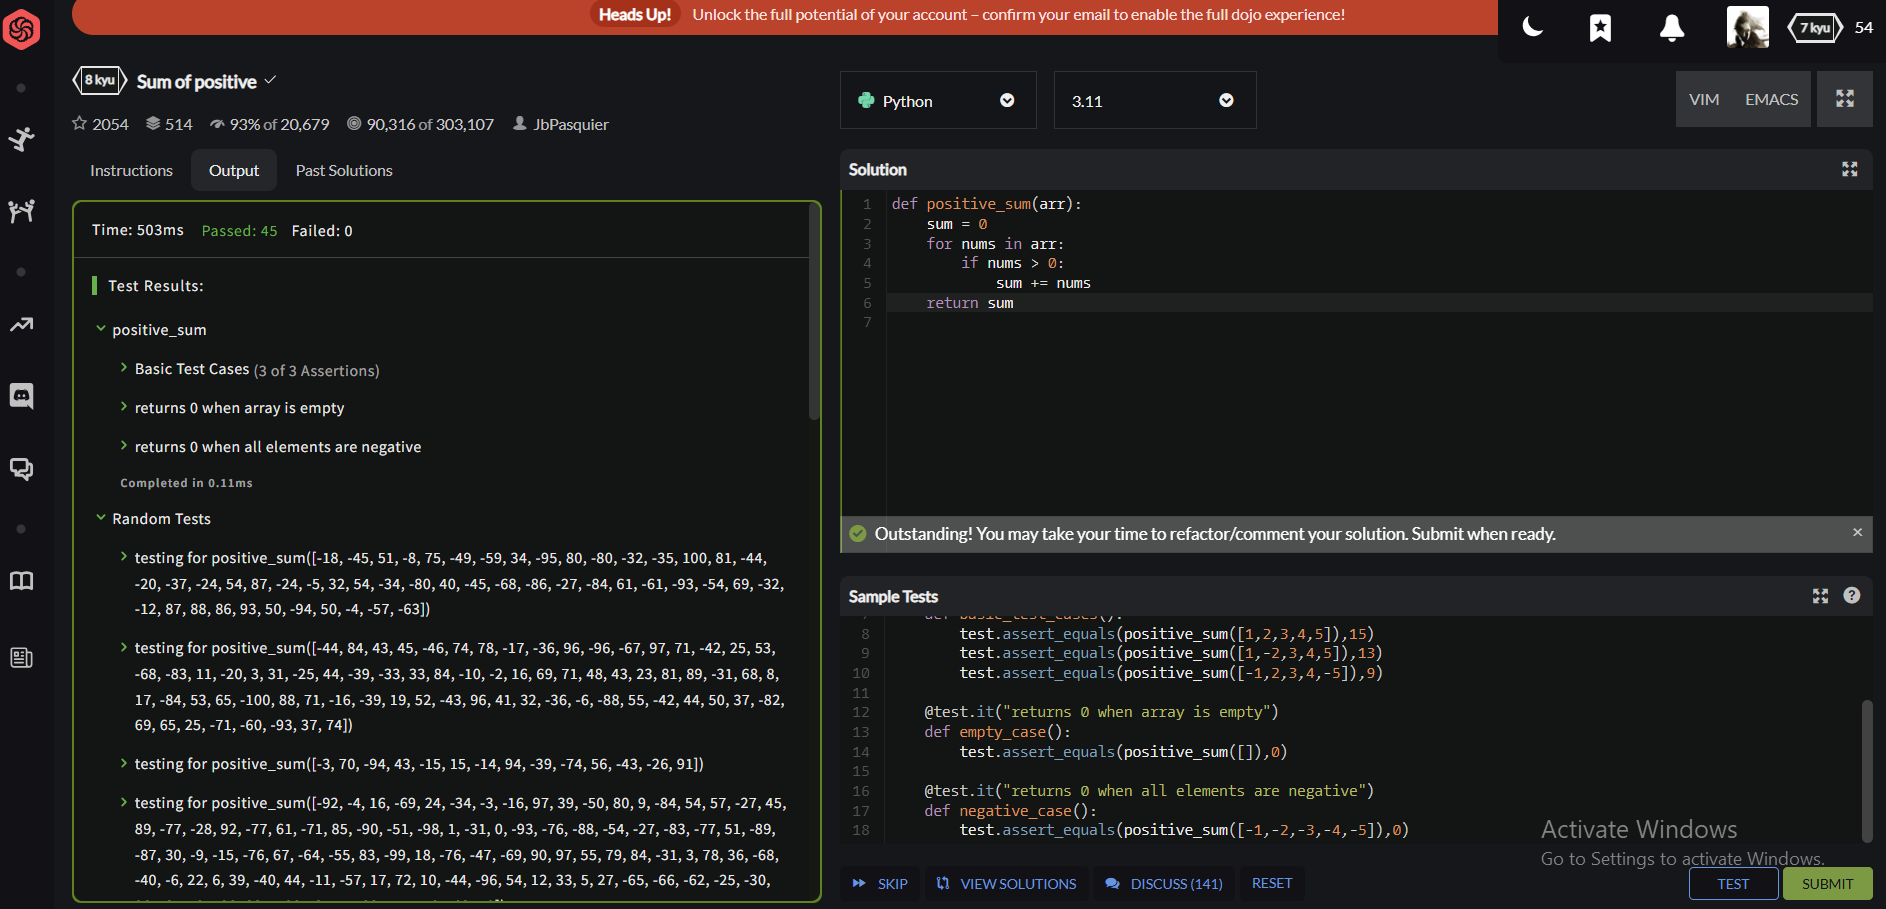 Heads Up! Unlock the full potential of your account – confirm your email to enable the full dojo experience!
7 kyu 54
8 kyu Sum of positive
2054 514 93% of 20,679 90,316 of 303,107 JbPasquier
Instructions Output Past Solutions
Time: 503ms Passed: 45 Failed: 0
Test Results:
positive_sum
Basic Test Cases (3 of 3 Assertions)
returns 0 when array is empty
returns 0 when all elements are negative
Completed in 0.11ms
Random Tests
testing for positive_sum([-18, -45, 51, -8, 75, -49, -59, 34, -95, 80, -80, -32, -35, 100, 81, -44,
-20, -37, -24, 54, 87, -24, -5, 32, 54, -34, -80, 40, -45, -68, -86, -27, -84, 61, -61, -93, -54, 69, -32,
-12, 87, 88, 86, 93, 50, -94, 50, -4, -57, -63])
testing for positive_sum([-44, 84, 43, 45, -46, 74, 78, -17, -36, 96, -96, -67, 97, 71, -42, 25, 53,
-68, -83, 11, -20, 3, 31, -25, 44, -39, -33, 33, 84, -10, -2, 16, 69, 71, 48, 43, 23, 81, 89, -31, 68, 8,
17, -84, 53, 65, -100, 88, 71, -16, -39, 19, 52, -43, 96, 41, 32, -36, -6, -88, 55, -42, 44, 50, 37, -82,
69, 65, 25, -71, -60, -93, 37, 74])
testing for positive_sum([-3, 70, -94, 43, -15, 15, -14, 94, -39, -74, 56, -43, -26, 91])
testing for positive_sum([-92, -4, 16, -69, 24, -34, -3, -16, 97, 39, -50, 80, 9, -84, 54, 57, -27, 45,
89, -77, -28, 92, -77, 61, -71, 85, -90, -51, -98, 1, -31, 0, -93, -76, -88, -54, -27, -83, -77, 51, -89,
-87, 30, -9, -15, -76, 67, -64, -55, 83, -99, 18, -76, -47, -69, 90, 97, 55, 79, 84, -31, 3, 78, 36, -68,
-40, -6, 22, 6, 39, -40, 44, -11, -57, 17, 72, 10, -44, -96, 54, 12, 33, 5, 27, -65, -66, -62, -25, -30,
Python 3.11 VIM EMACS
Solution
1 def positive_sum(arr):
2 sum = 0
3 for nums in arr:
4 if nums > 0:
5 sum += nums
6 return sum
7
Outstanding! You may take your time to refactor/comment your solution. Submit when ready.
Sample Tests
def basic_test_cases():
8 test.assert_equals(positive_sum([1,2,3,4,5]),15)
9 test.assert_equals(positive_sum([1,-2,3,4,5]),13)
10 test.assert_equals(positive_sum([-1,2,3,4,-5]),9)
11
12 @test.it("returns 0 when array is empty")
13 def empty_case():
14 test.assert_equals(positive_sum([]),0)
15
16 @test.it("returns 0 when all elements are negative")
17 def negative_case():
18 test.assert_equals(positive_sum([-1,-2,-3,-4,-5]),0)
Activate Windows
Go to Settings to activate Windows.
SKIP VIEW SOLUTIONS DISCUSS (141) RESET TEST SUBMIT